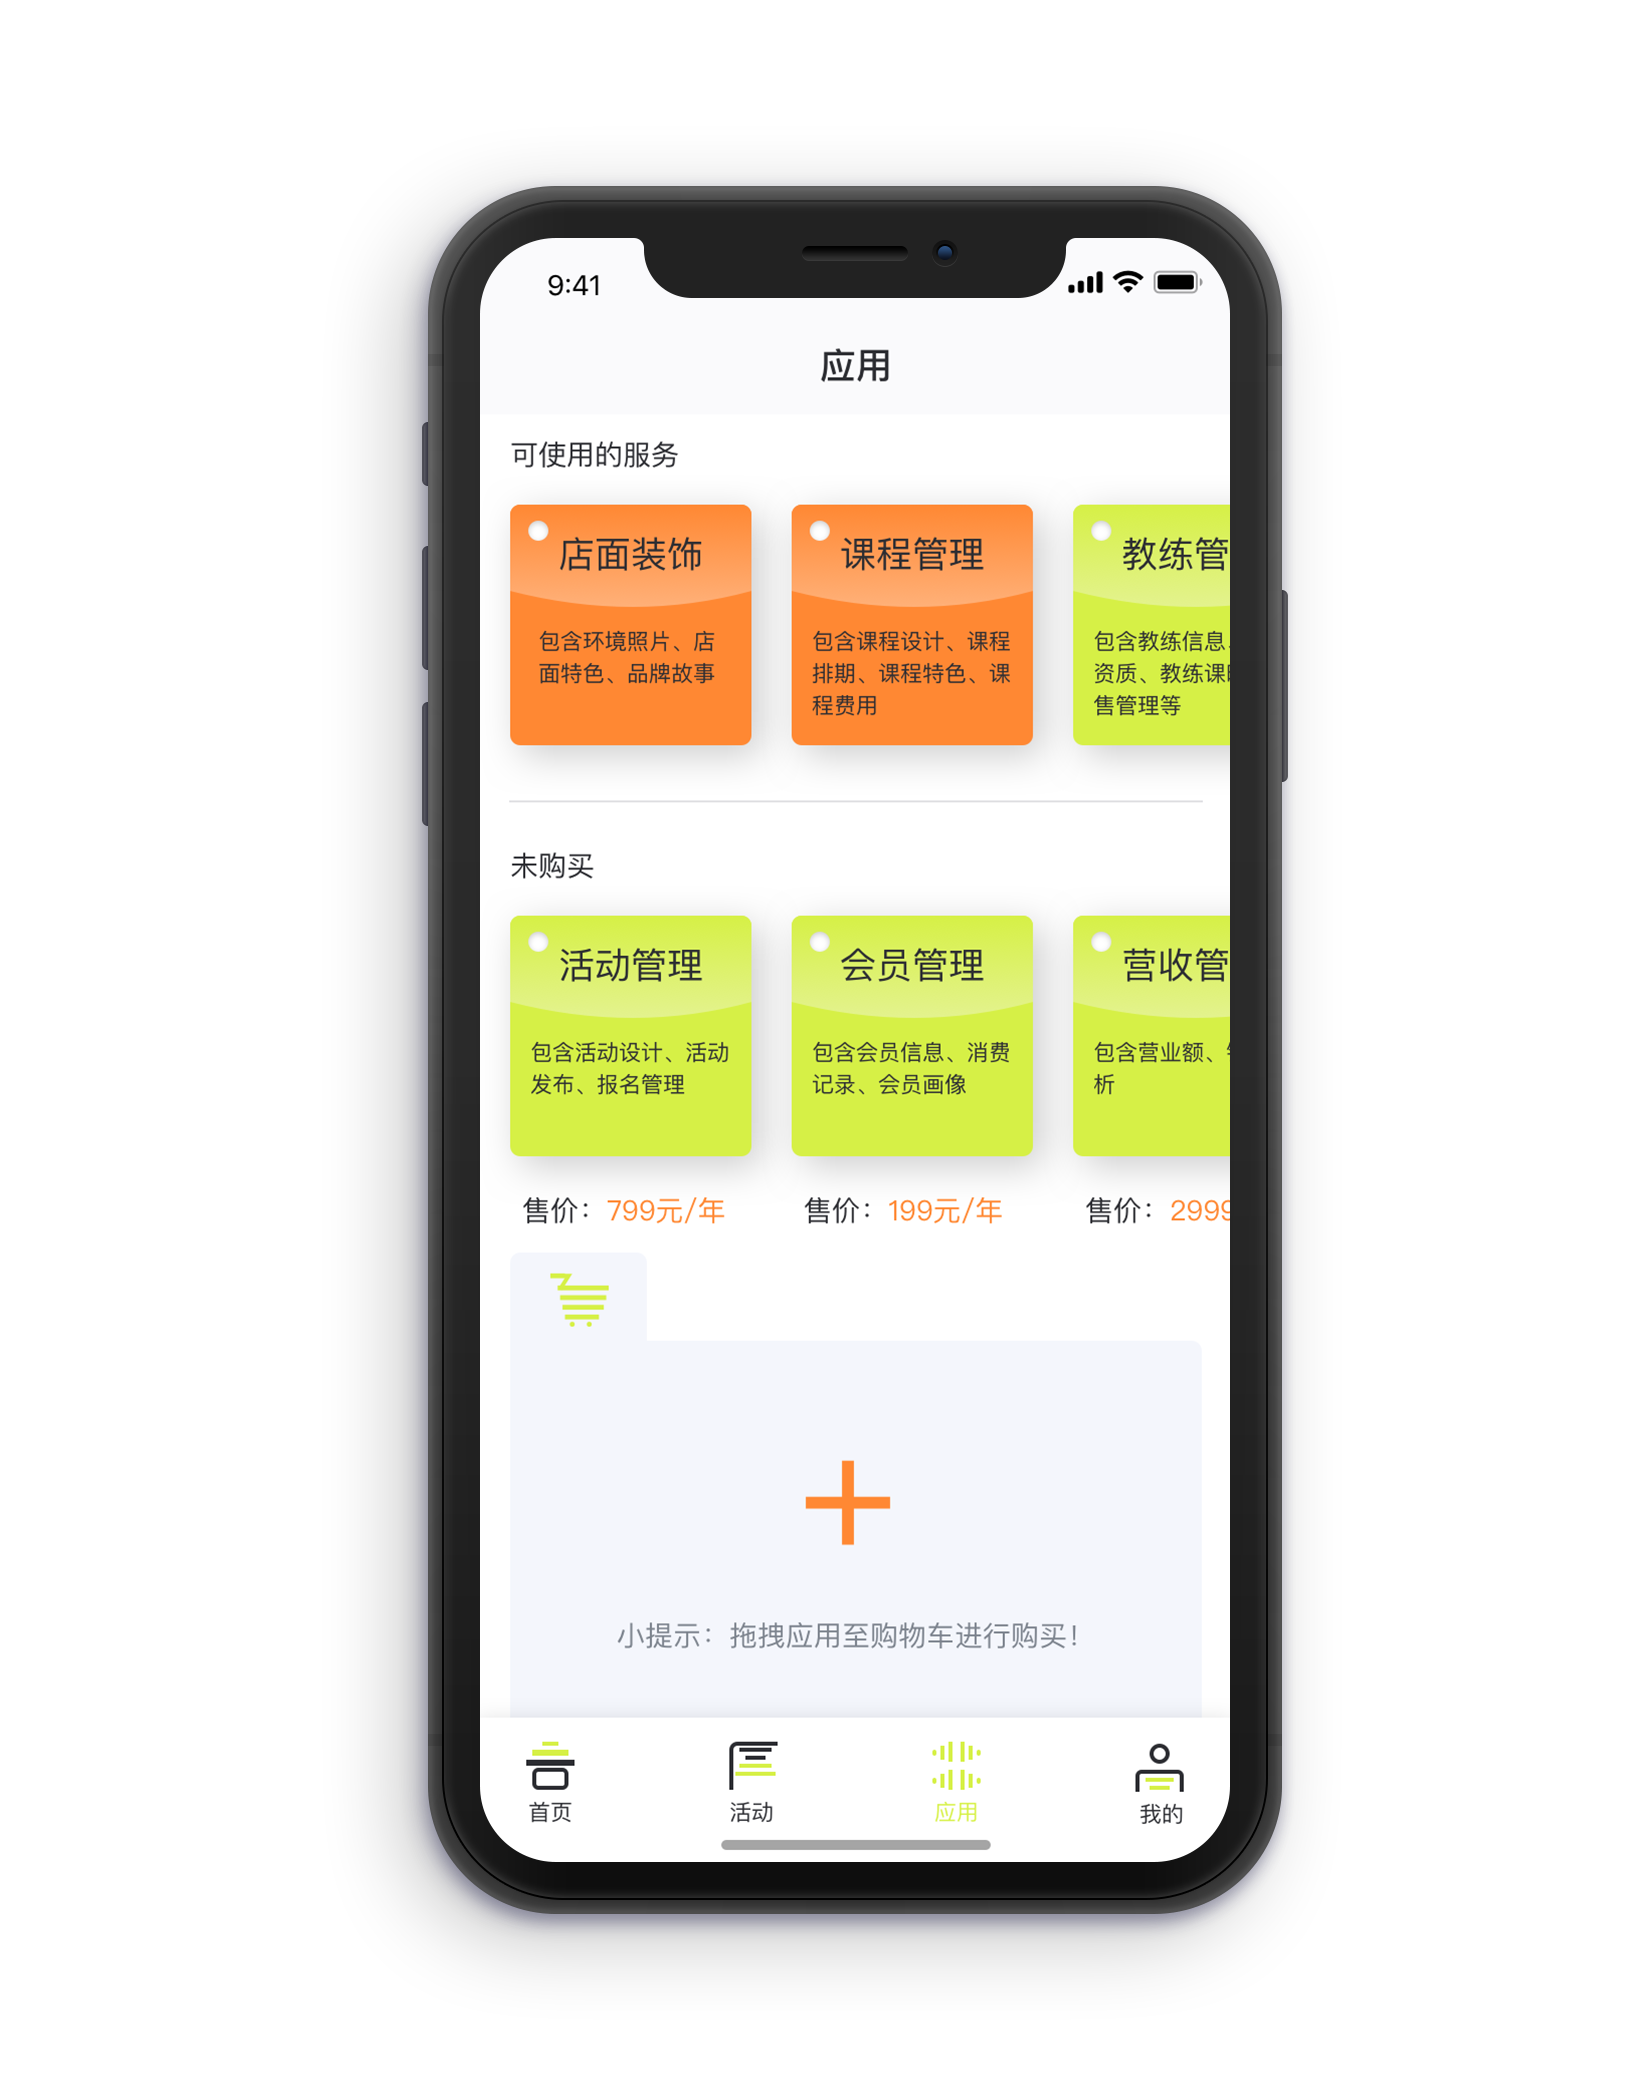 9:41
应用
可使用的服务
店面装饰
包含环境照片、店
面特色、品牌故事
课程管理
包含课程设计、课程
排期、课程特色、课
程费用
教练管
包含教练信息、
资质、教练课
售管理等
未购买
活动管理
包含活动设计、活动
发布、报名管理
会员管理
包含会员信息、消费
记录、会员画像
营收管
包含营业额、
析
售价：799元/年
售价：199元/年
售价：2999
小提示：拖拽应用至购物车进行购买！
首页
活动
应用
我的